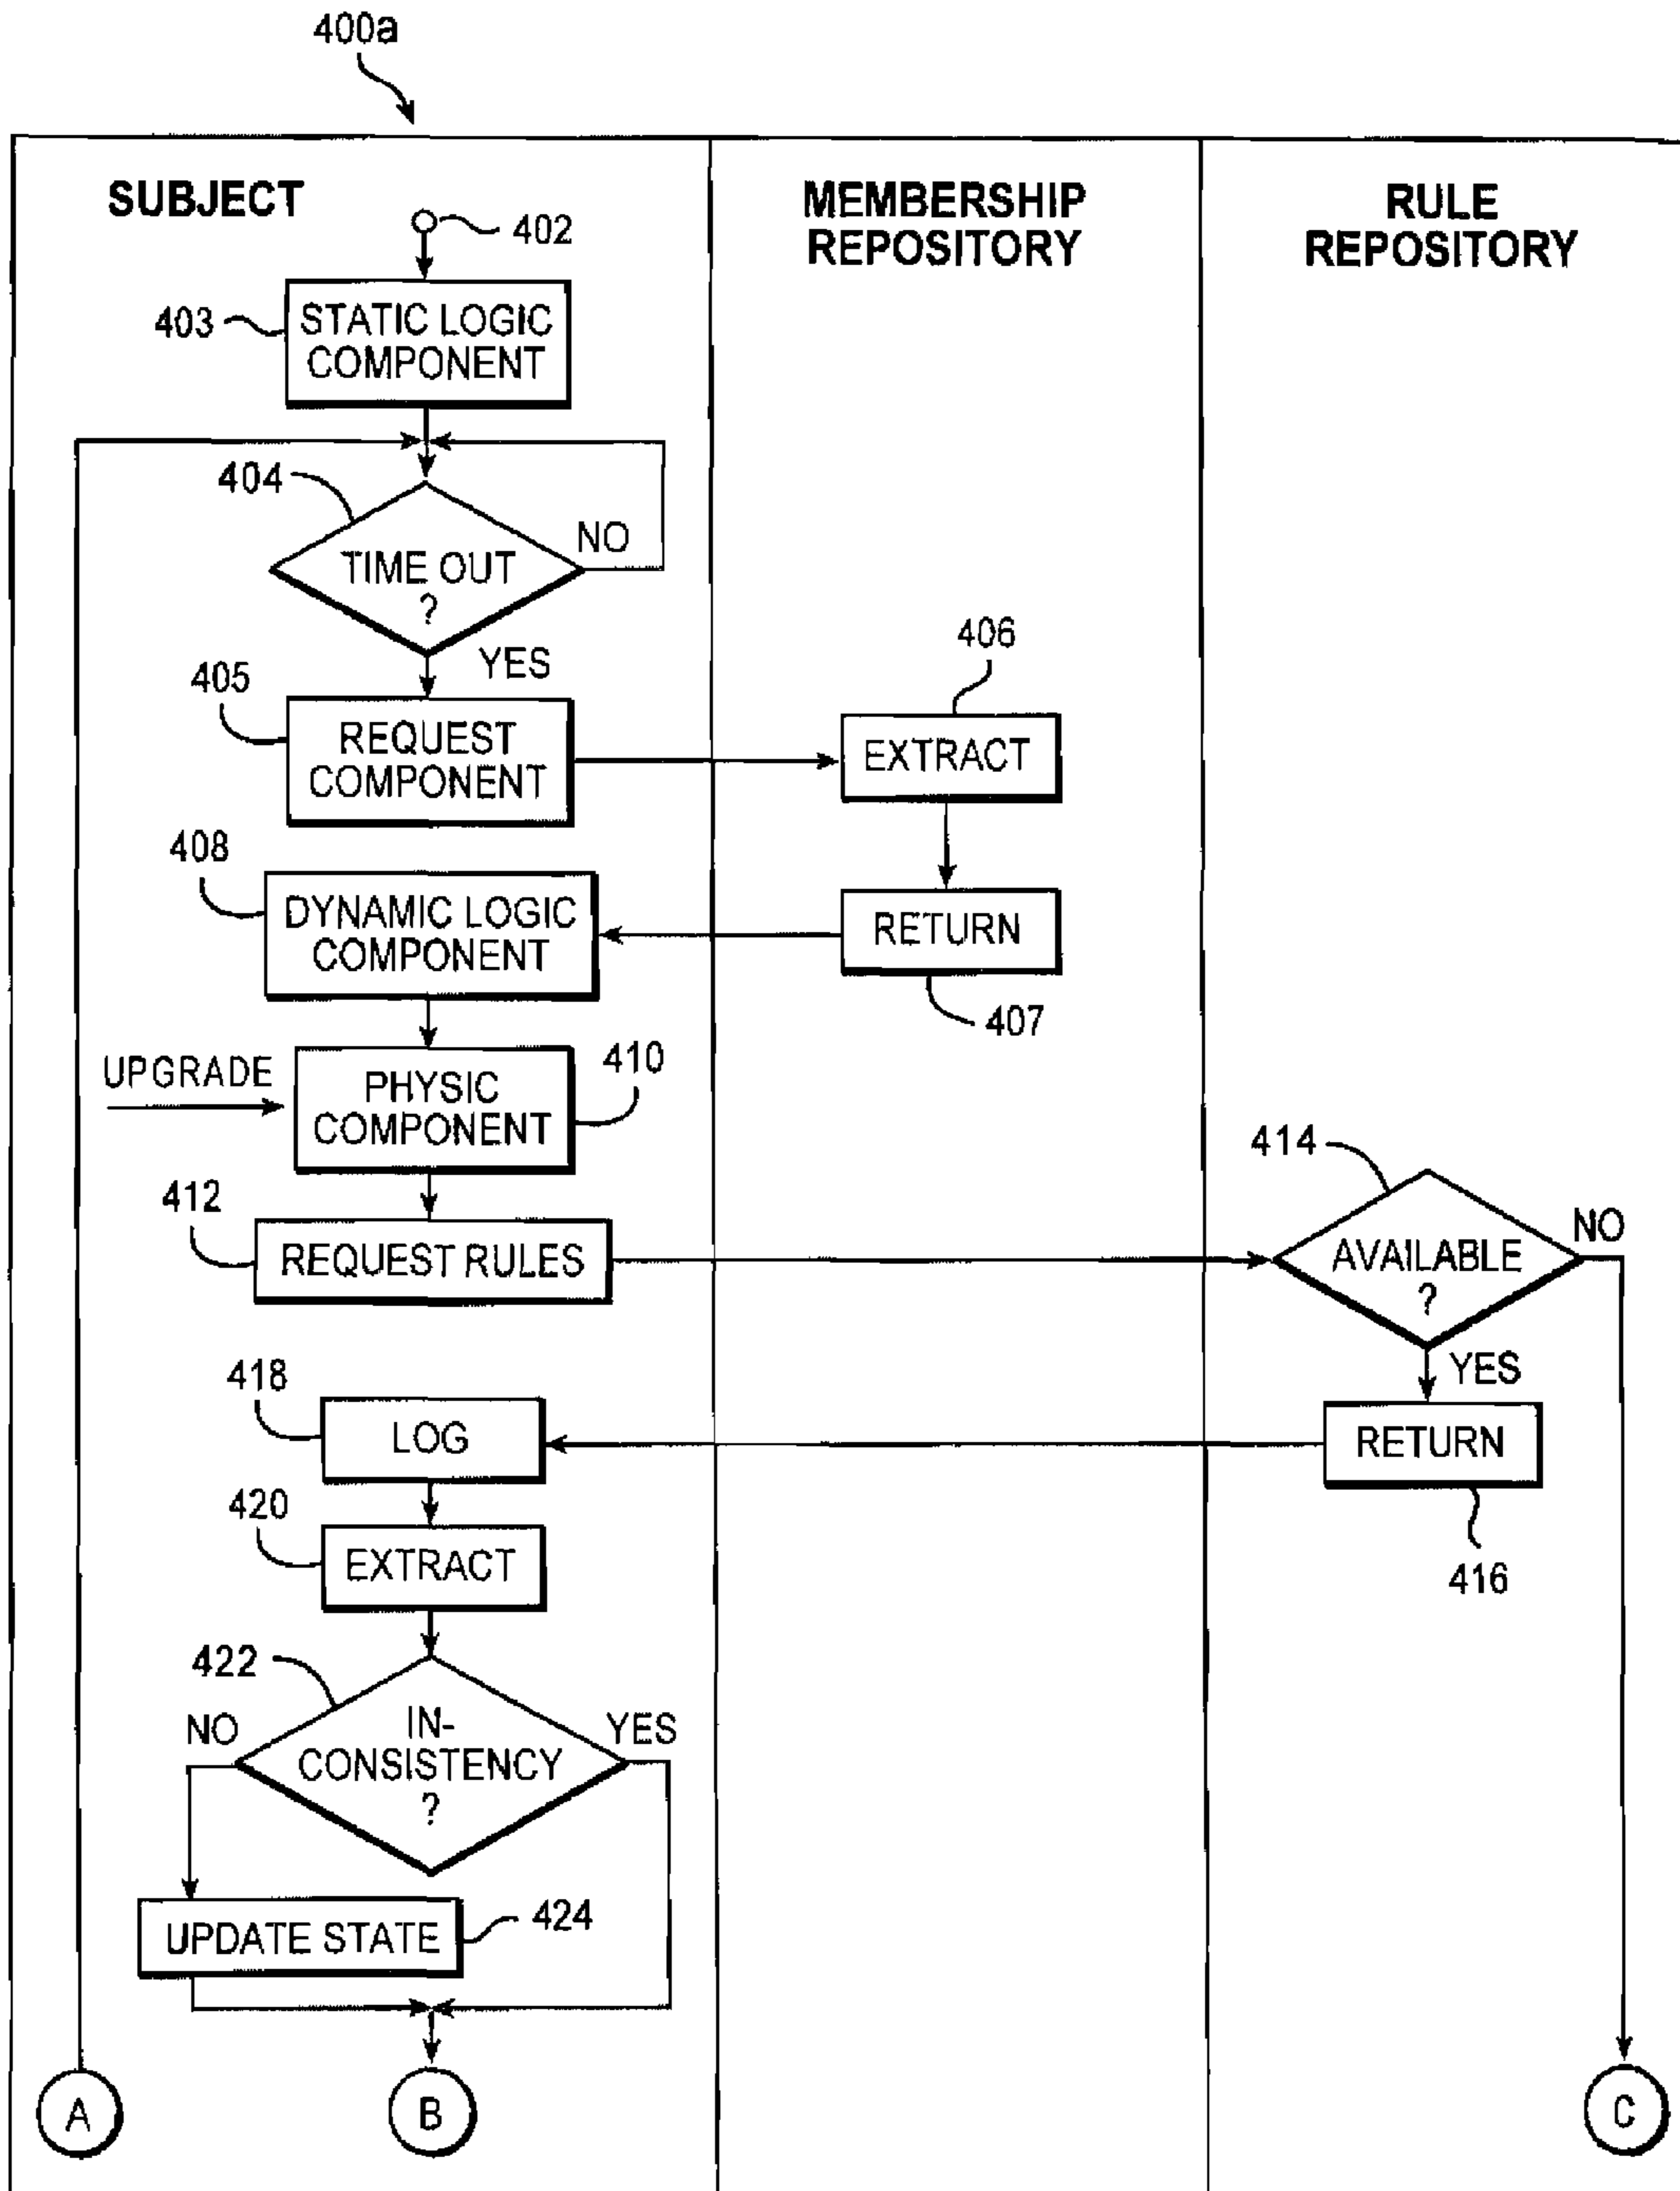 400a
SUBJECT
MEMBERSHIP
REPOSITORY
RULE
REPOSITORY
402
403
STATIC LOGIC
COMPONENT
404
TIME OUT
?
NO
YES
405
REQUEST
COMPONENT
406
EXTRACT
408
DYNAMIC LOGIC
COMPONENT
RETURN
407
UPGRADE
PHYSIC
COMPONENT
410
412
REQUEST RULES
414
AVAILABLE
?
NO
YES
418
LOG
RETURN
416
420
EXTRACT
422
NO
IN-
CONSISTENCY
?
YES
UPDATE STATE
424
A
B
C